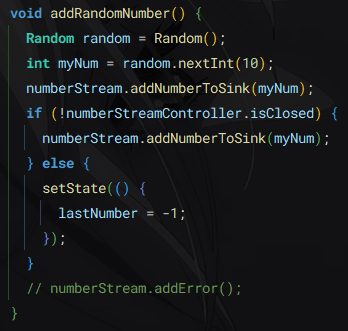 void addRandomNumber() {
Random random = Random();
int myNum = random.nextInt(10);
numberStream.addNumberToSink(myNum);
if (!numberStreamController.isClosed) {
numberStream.addNumberToSink(myNum);
} else {
setState(() {
lastNumber = -1;
});
}
// numberStream.addError();
}